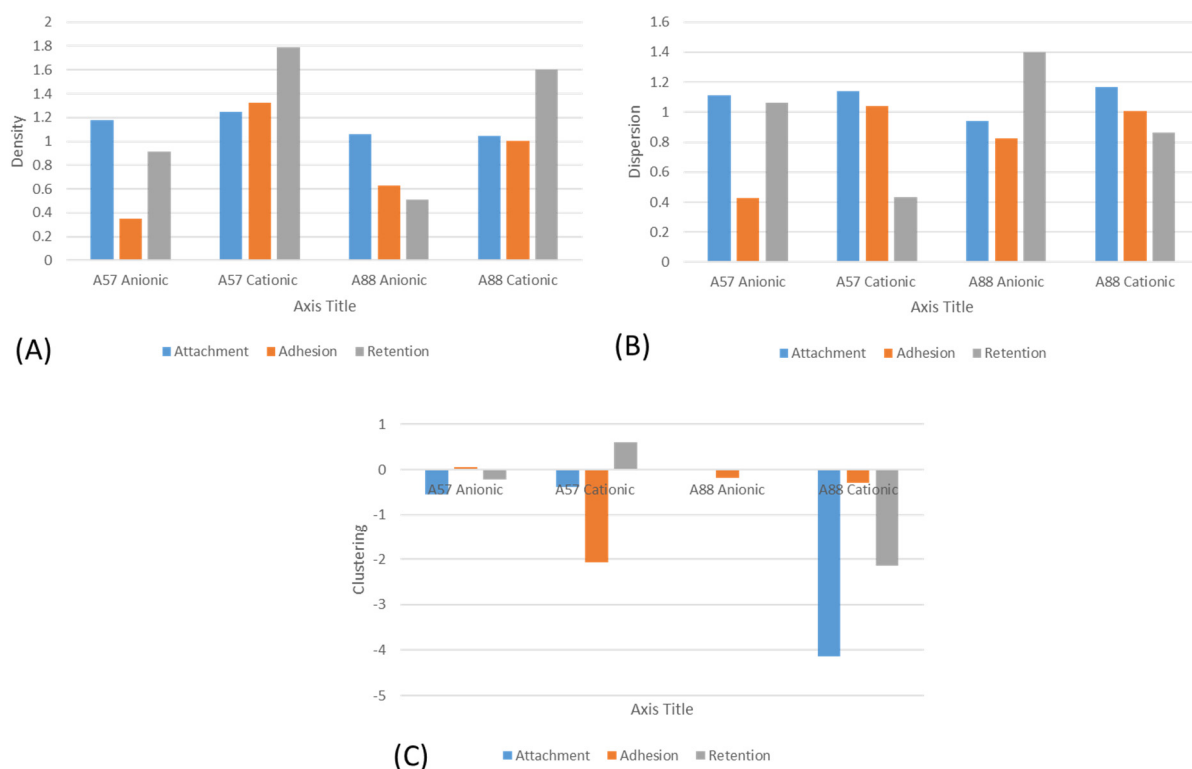 2
1.8
1.6
1.4
1.2
1
0.8
0.6
0.4
0.2
0
Density
A57 Anionic A57 Cationic A88 Anionic A88 Cationic
Axis Title
(A)
Attachment Adhesion Retention
1.6
1.4
1.2
1
0.8
0.6
0.4
0.2
0
Dispersion
A57 Anionic A57 Cationic A88 Anionic A88 Cationic
Axis Title
(B)
Attachment Adhesion Retention
1
0
-1
-2
-3
-4
-5
Clustering
A57 Anionic A57 Cationic A88 Anionic A88 Cationic
Axis Title
(C)
Attachment Adhesion Retention